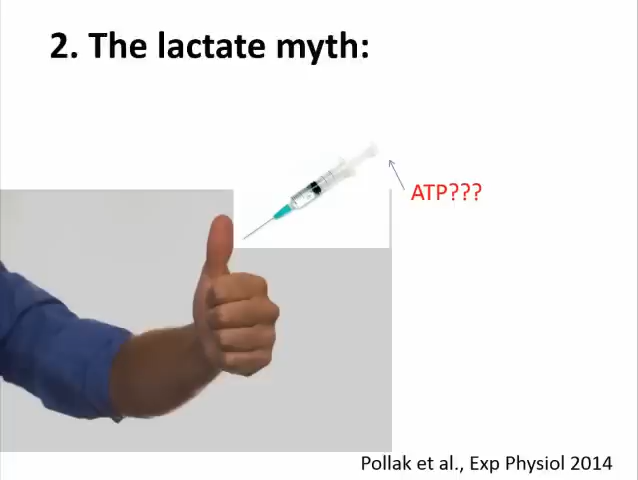 2. The lactate myth:
ATP???
Pollak et al., Exp Physiol 2014